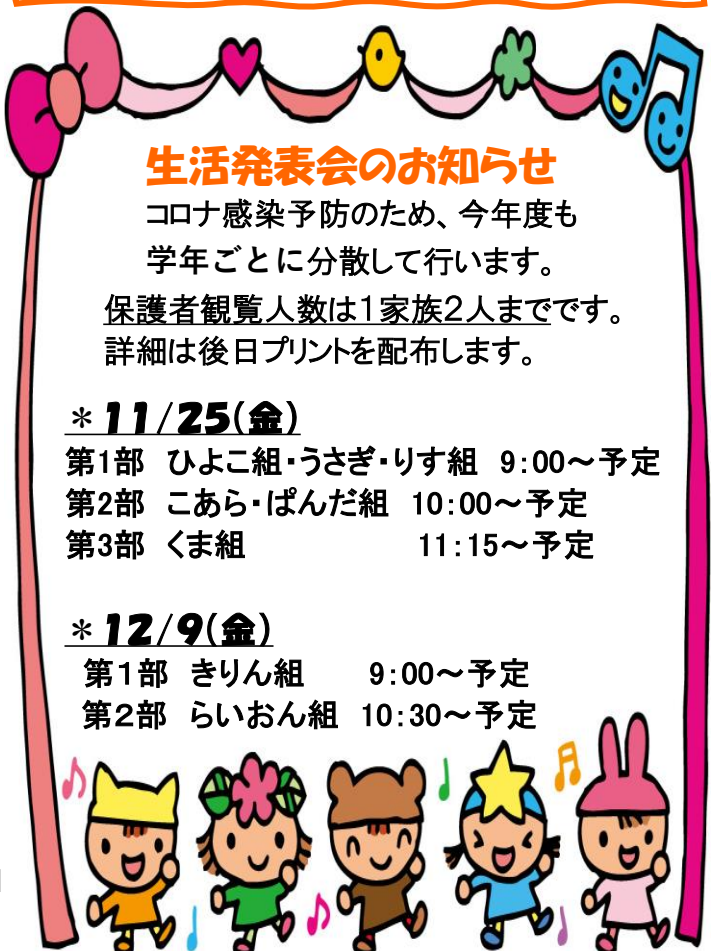 生活発表会のお知らせ
コロナ感染予防のため、今年度も
学年ごとに分散して行います。
保護者観覧人数は１家族２人までです。
詳細は後日プリントを配布します。
＊11/25(金)
第1部　ひよこ組・うさぎ・りす組　9:00～予定
第2部　こあら・ぱんだ組　10:00～予定
第3部　くま組　11:15～予定
＊12/9(金)
第１部　きりん組　9:00～予定
第２部　らいおん組　10:30～予定